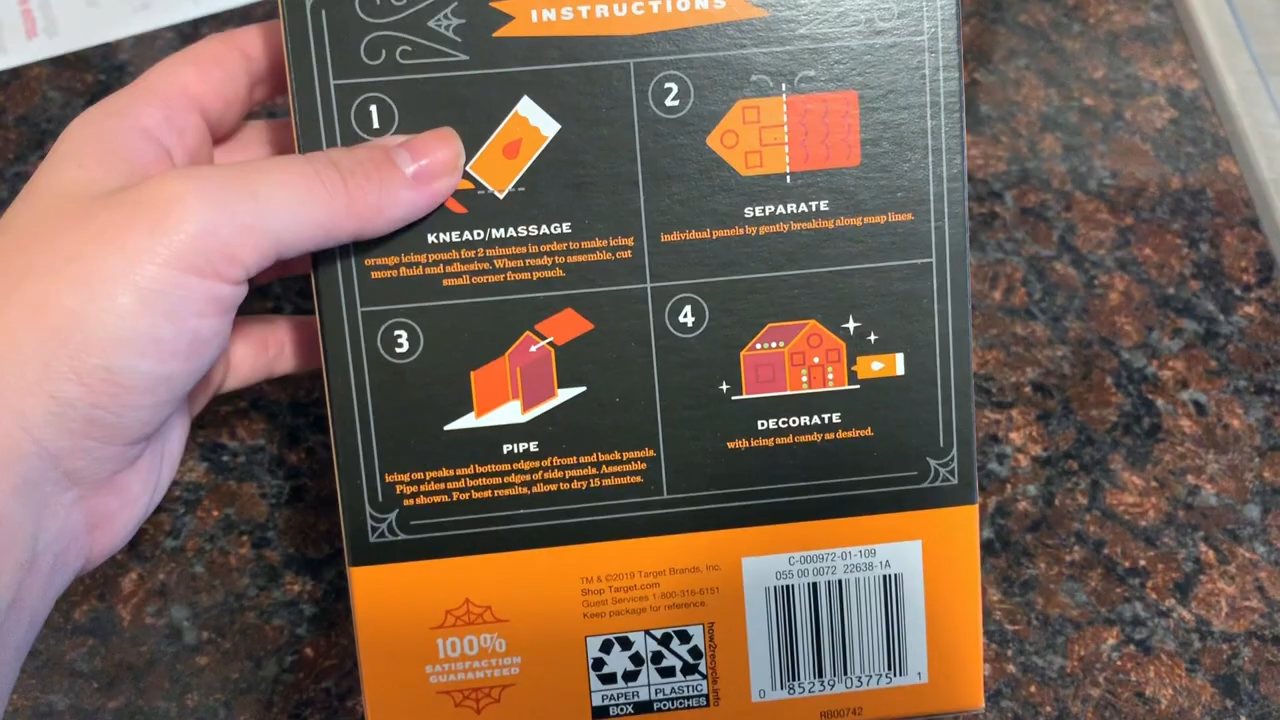 INSTRUCTIONS
1
KNEAD/MASSAGE
orange icing pouch for 2 minutes in order to make icing
more fluid and adhesive. When ready to assemble, cut
small corner from pouch.
2
SEPARATE
individual panels by gently breaking along snap lines.
3
PIPE
icing on peaks and bottom edges of front and back panels.
Pipe sides and bottom edges of side panels. Assemble
as shown. For best results, allow to dry 15 minutes.
4
DECORATE
with icing and candy as desired.
100%
SATISFACTION
GUARANTEED
TM & ©2019 Target Brands, Inc.
Shop Target.com
Guest Services 1-800-316-6151
Keep package for reference.
PAPER
BOX
PLASTIC
POUCHES
how2recycle.info
C-000972-01-109
055 00 0072 22638-1A
0 85239 03775 1
RB00742